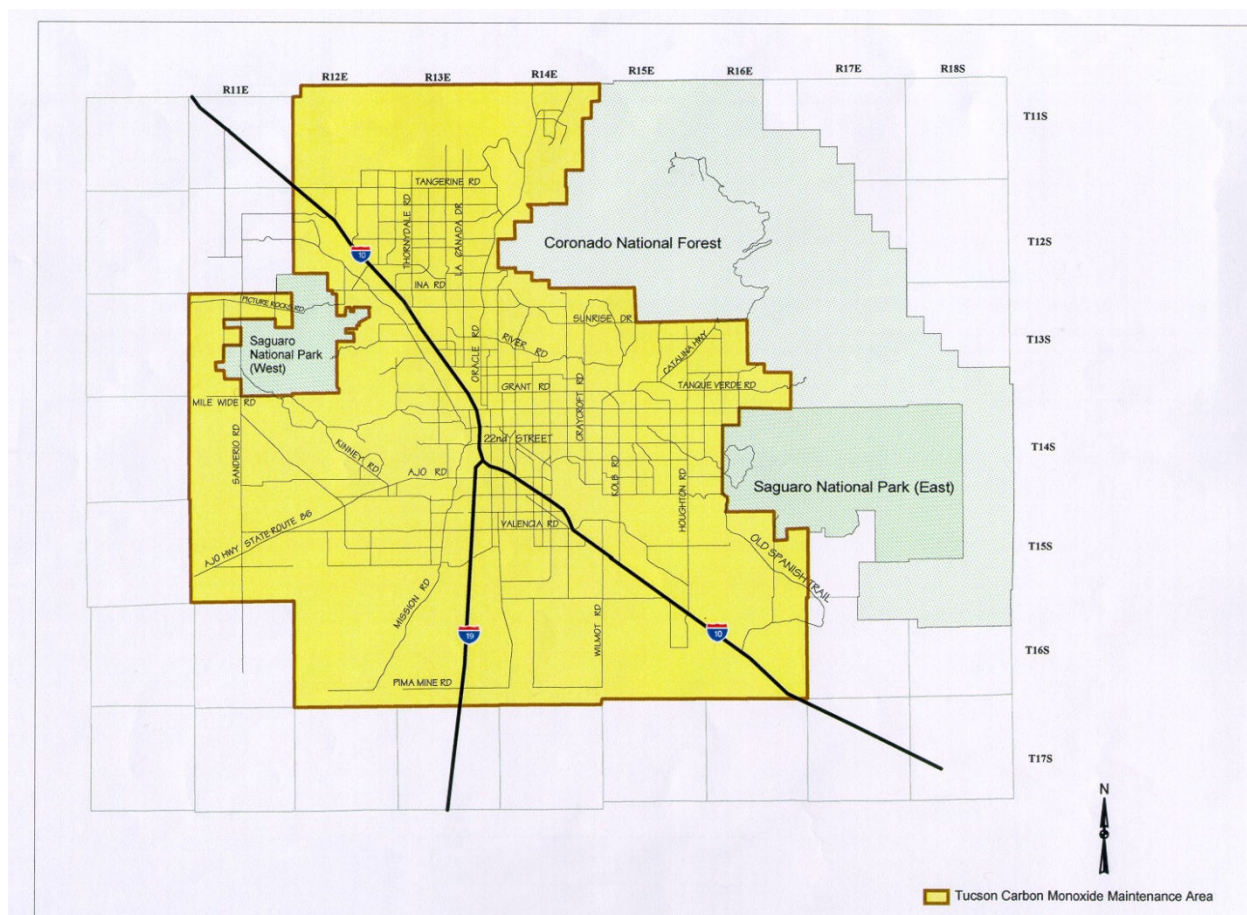 R11E
R12E
R13E
R14E
R15E
R16E
R17E
R18S
T11S
TANGERINE RD
THORNYDALE RD
LA CANADA DR
10
Coronado National Forest
T12S
INA RD
PICTURE ROCKS RD
SUNRISE DR
Saguaro
National Park
(West)
ORACLE RD
RIVER RD
CATALINA HWY
T13S
GRANT RD
TANQUE VERDE RD
MILE WIDE RD
CRAYCROFT RD
SANDERIO RD
KINNEY RD
22nd STREET
T14S
AJO RD
KOLB RD
HOUGHTON RD
Saguaro National Park (East)
AJO HWY STATE ROUTE 86
VALENCIA RD
OLD SPANISH TRAIL
T15S
MISSION RD
19
WILMOT RD
10
T16S
PIMA MINE RD
T17S
N
Tucson Carbon Monoxide Maintenance Area